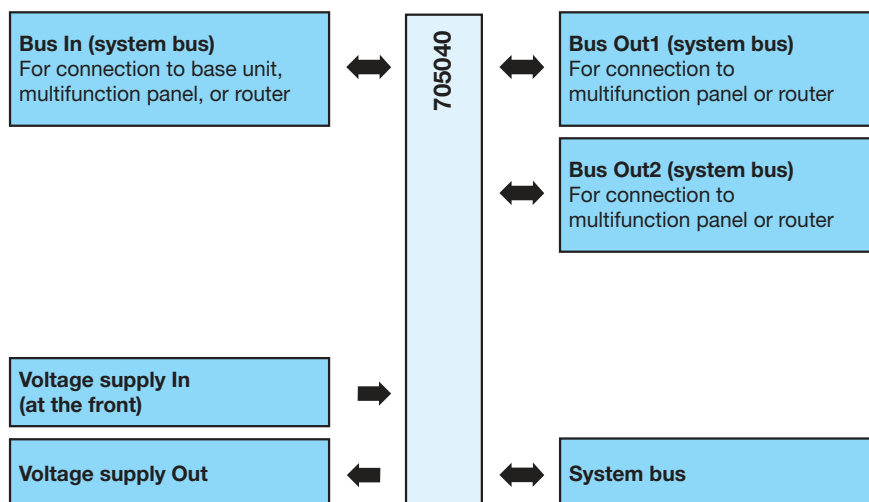 Bus In (system bus)
For connection to base unit,
multifunction panel, or router
705040
Bus Out1 (system bus)
For connection to
multifunction panel or router
Bus Out2 (system bus)
For connection to
multifunction panel or router
Voltage supply In
(at the front)
Voltage supply Out
System bus